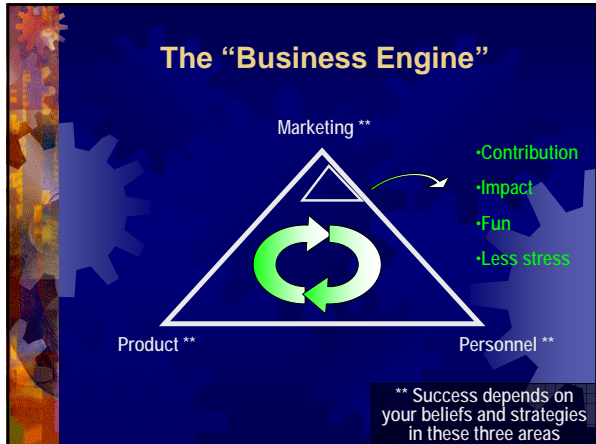 The “Business Engine”
Marketing **
•Contribution
•Impact
•Fun
•Less stress
Product **
Personnel **
** Success depends on
your beliefs and strategies
in these three areas